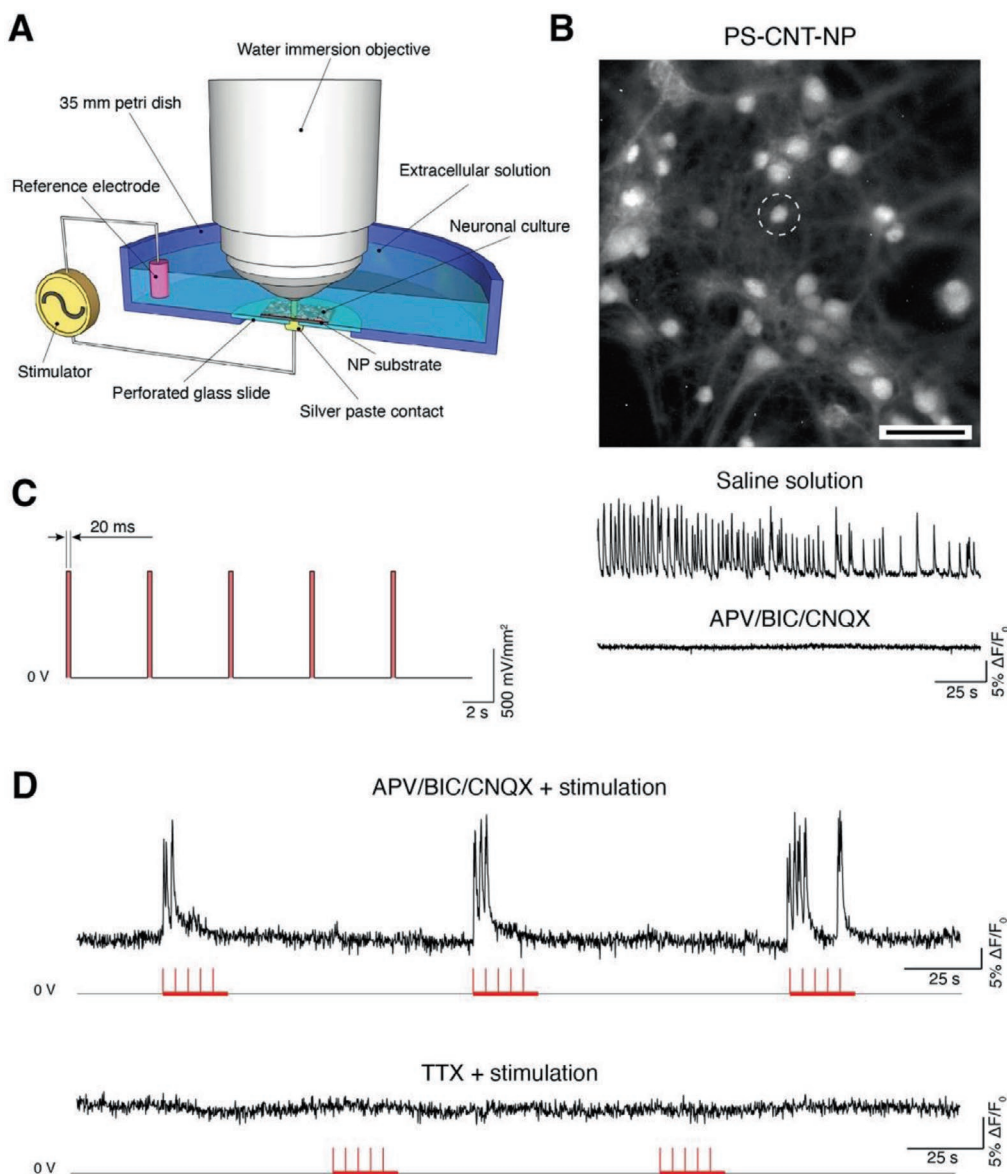 A
Water immersion objective
35 mm petri dish
Reference electrode
Extracellular solution
Neuronal culture
Stimulator
NP substrate
Perforated glass slide
Silver paste contact
B
PS-CNT-NP
Saline solution
APV/BIC/CNQX
5% ΔF/F₀
25 s
C
20 ms
0 V
500 mV/mm²
2 s
D
APV/BIC/CNQX + stimulation
5% ΔF/F₀
25 s
0 V
TTX + stimulation
5% ΔF/F₀
25 s
0 V